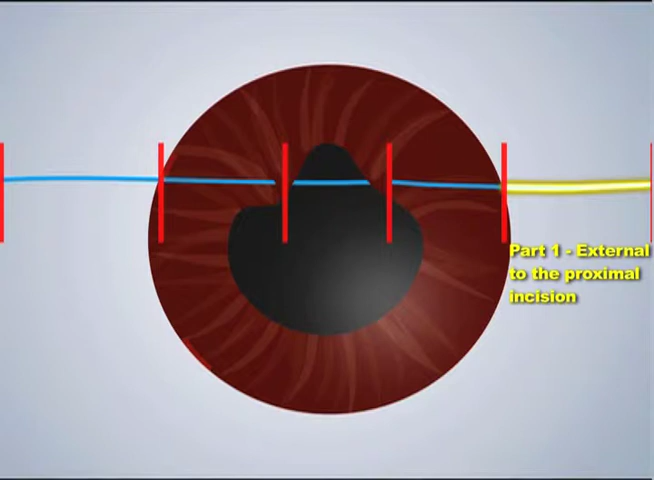 Part 1 - External
to the proximal
incision